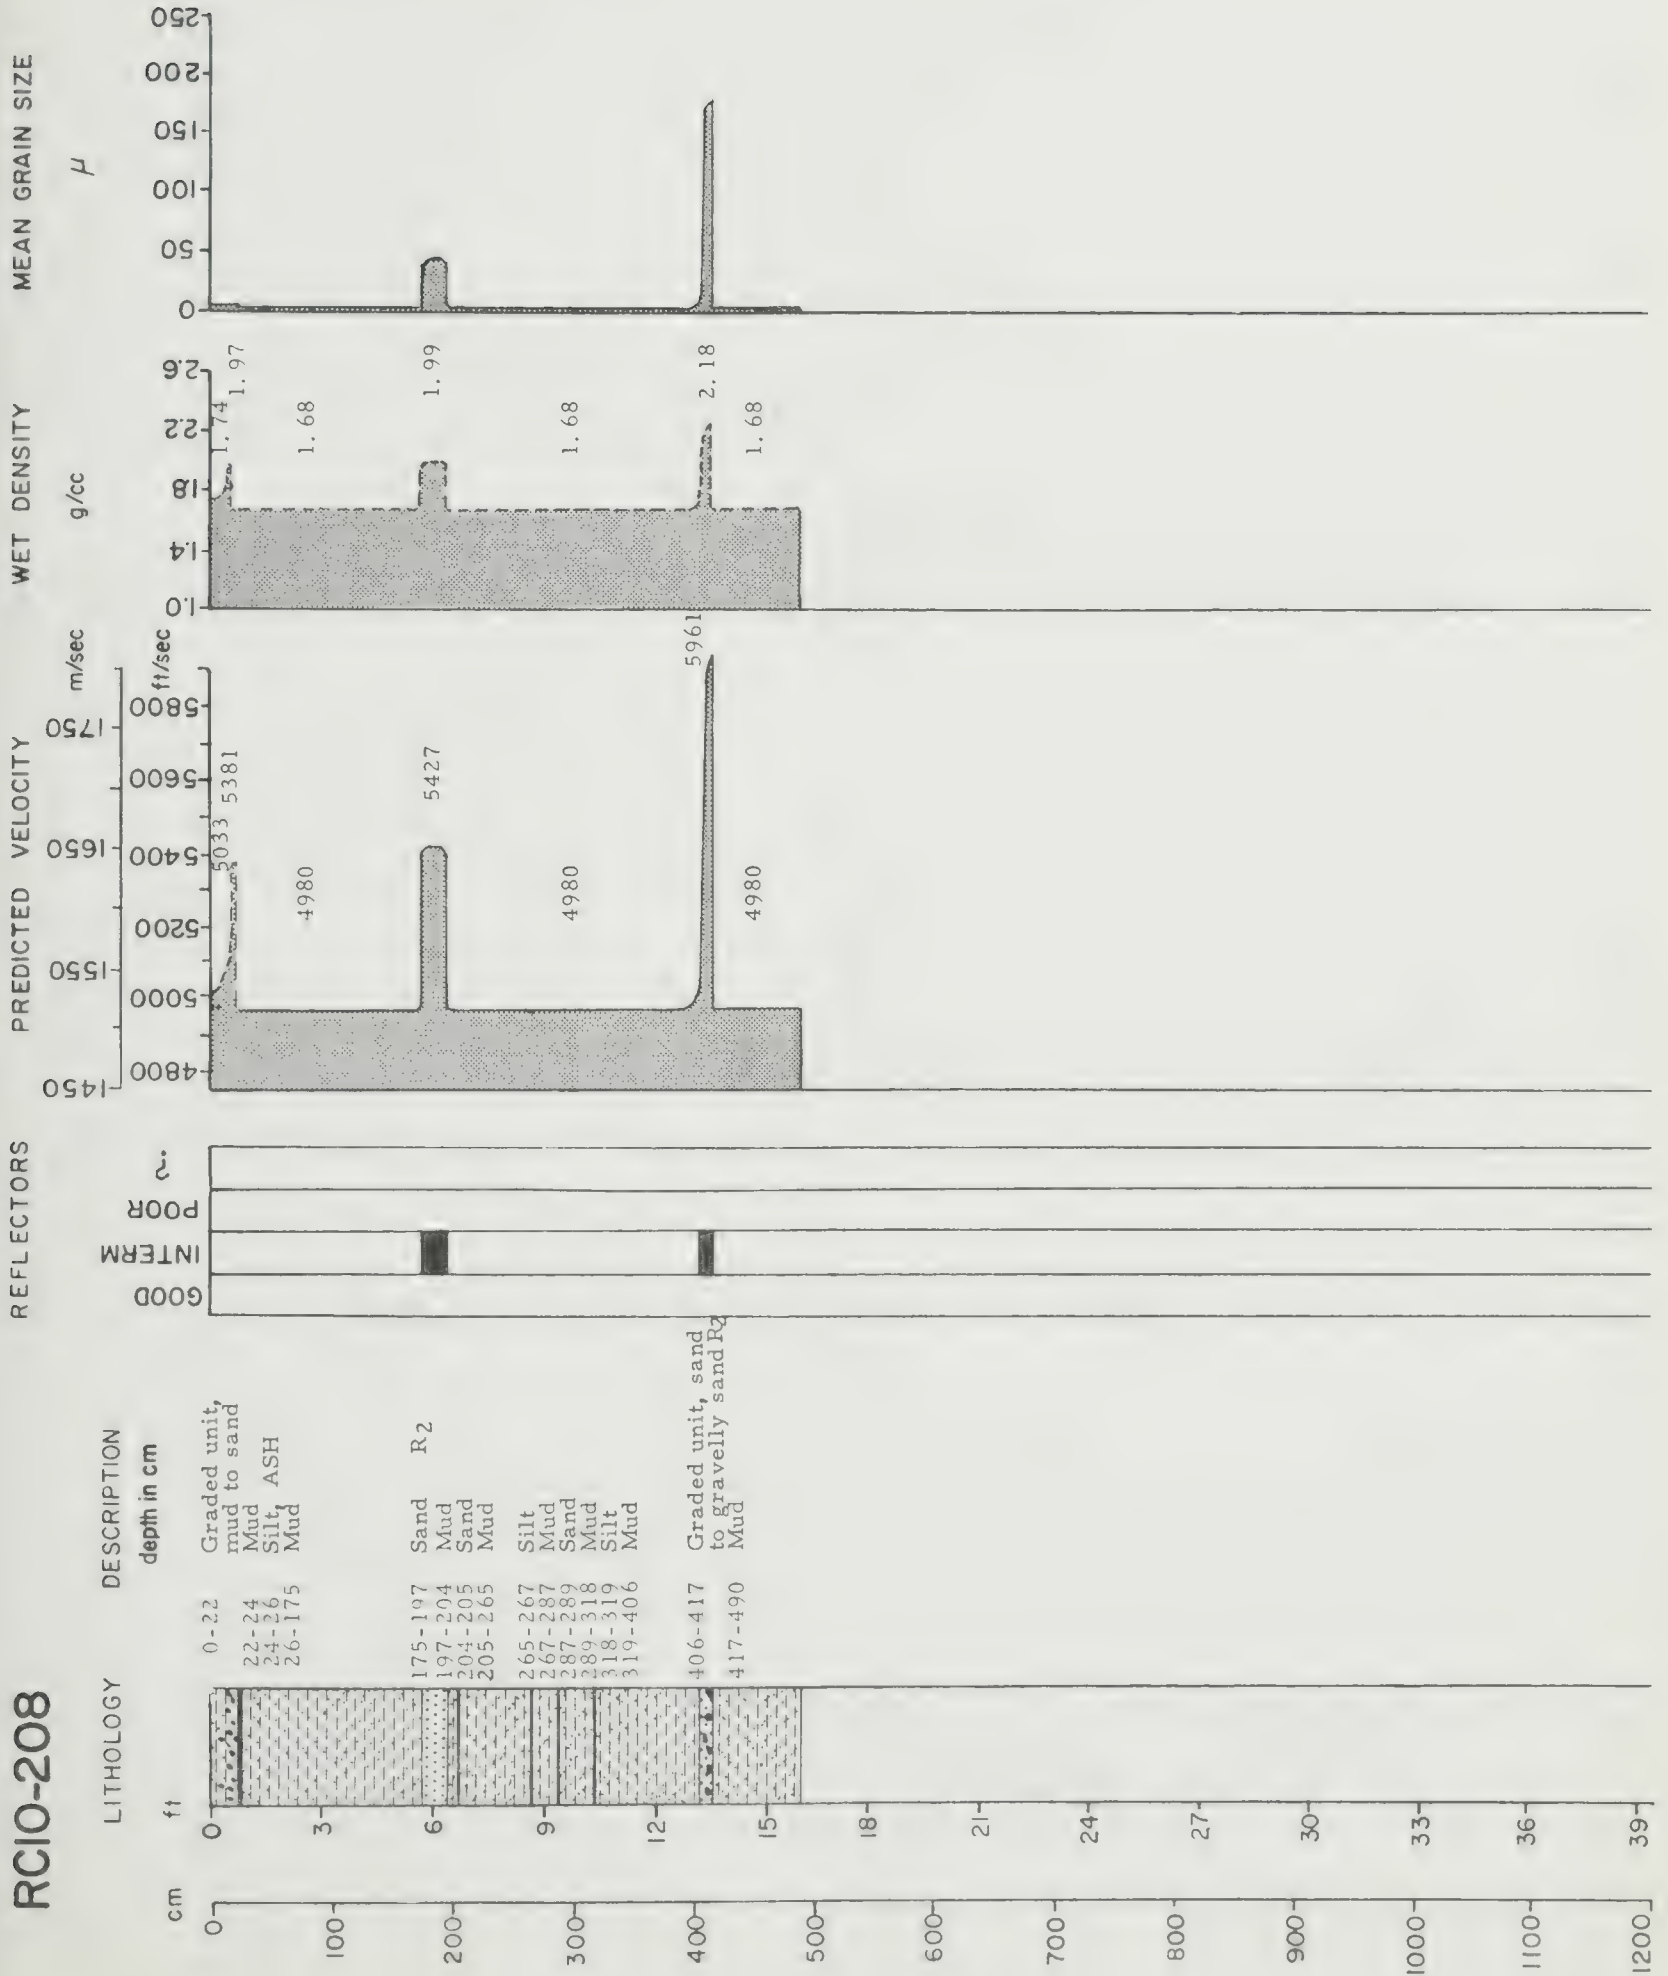 RC10-208
cm
0
100
200
300
400
500
600
700
800
900
1000
1100
1200
LITHOLOGY
ft
0
3
6
9
12
15
18
21
24
27
30
33
36
39
DESCRIPTION
depth in cm
0-22 Graded unit,
mud to sand
22-24 Mud
24-26 Silt, ASH
26-175 Mud
175-197 Sand R2
197-204 Mud
204-205 Sand
205-265 Mud
265-267 Silt
267-287 Mud
287-289 Sand
289-318 Mud
318-319 Silt
319-406 Mud
406-417 Graded unit, sand
to gravelly sand R2
417-490 Mud
REFLECTORS
GOOD
INTERM
POOR
?
PREDICTED VELOCITY
m/sec
1450
1550
1650
1750
ft/sec
4800
5000
5200
5400
5600
5800
5033
5381
4980
5427
4980
5961
4980
WET DENSITY
g/cc
1.0
1.4
1.8
2.2
2.6
1.74
1.97
1.68
1.99
1.68
2.18
1.68
MEAN GRAIN SIZE
μ
0
50
100
150
200
250